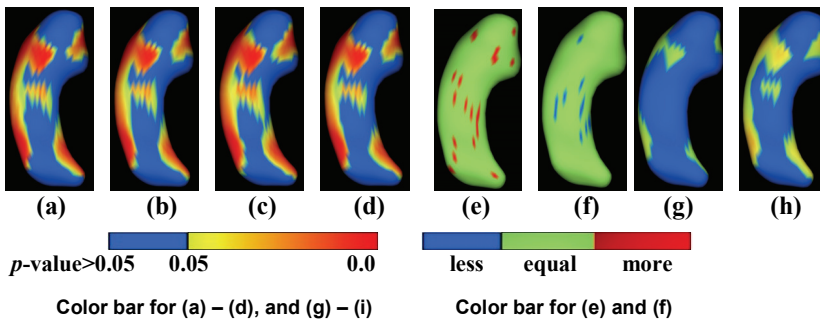 (a) (b) (c) (d) (e) (f) (g) (h)
p-value>0.05 0.05 0.0 less equal more
Color bar for (a) – (d), and (g) – (i) Color bar for (e) and (f)